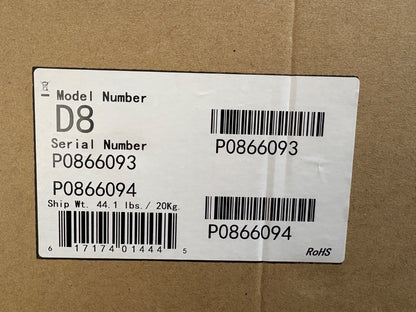 Model Number
D8
Serial Number
P0866093
P0866093
P0866094
Ship Wt. 44.1 lbs./ 20Kg.
6 17174 01444 5
P0866094
RoHS